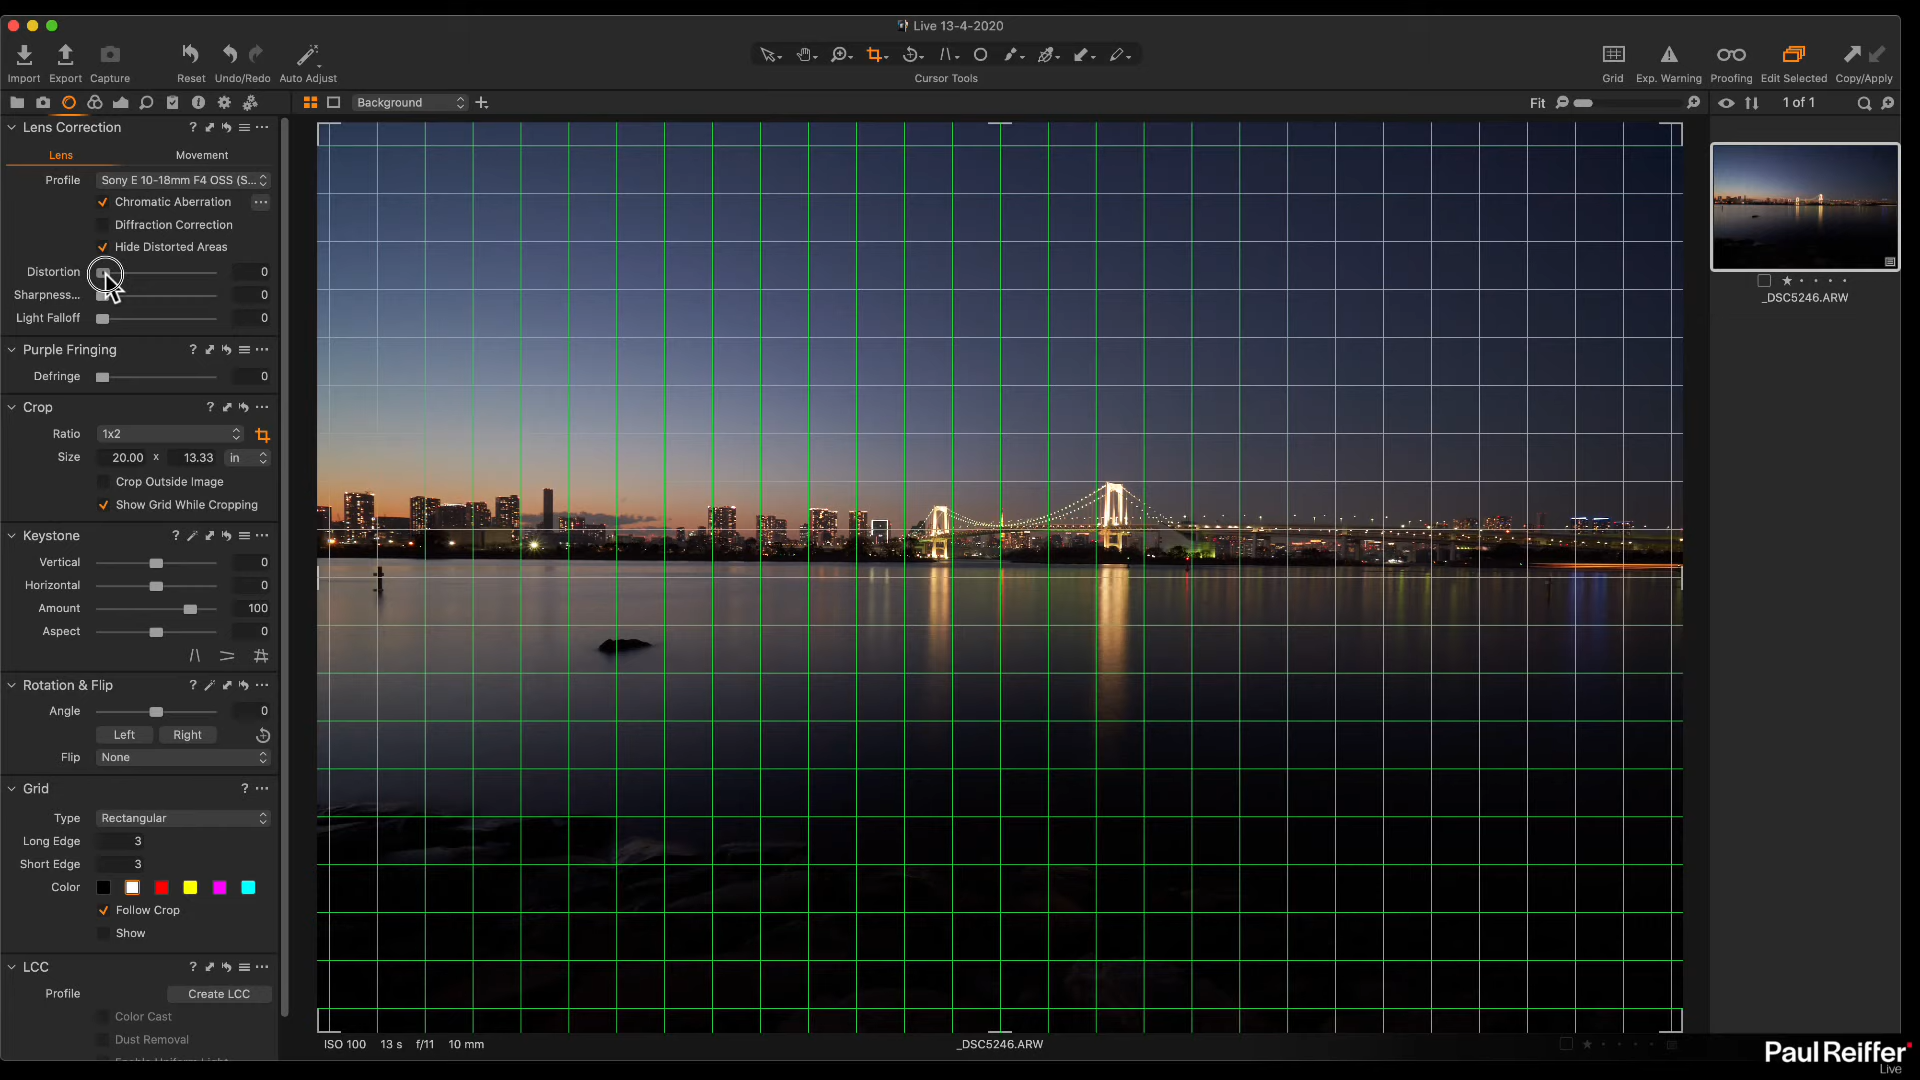 Live 13-4-2020
Import
Export
Capture
Reset
Undo/Redo
Auto Adjust
Cursor Tools
Grid
Exp. Warning
Proofing
Edit Selected
Copy/Apply
Background
Fit
1 of 1
Lens Correction
Lens
Movement
Profile
Sony E 10-18mm F4 OSS (S...
Chromatic Aberration
Diffraction Correction
Hide Distorted Areas
Distortion
0
Sharpness...
0
Light Falloff
0
Purple Fringing
Defringe
0
Crop
Ratio
1x2
Size
20.00 x 13.33 in
Crop Outside Image
Show Grid While Cropping
Keystone
Vertical
0
Horizontal
0
Amount
100
Aspect
0
Rotation & Flip
Angle
0
Left
Right
Flip
None
Grid
Type
Rectangular
Long Edge
3
Short Edge
3
Color
Follow Crop
Show
LCC
Profile
Create LCC
Color Cast
Dust Removal
ISO 100
13 s
f/11
10 mm
_DSC5246.ARW
_DSC5246.ARW
Paul Reiffer
Live